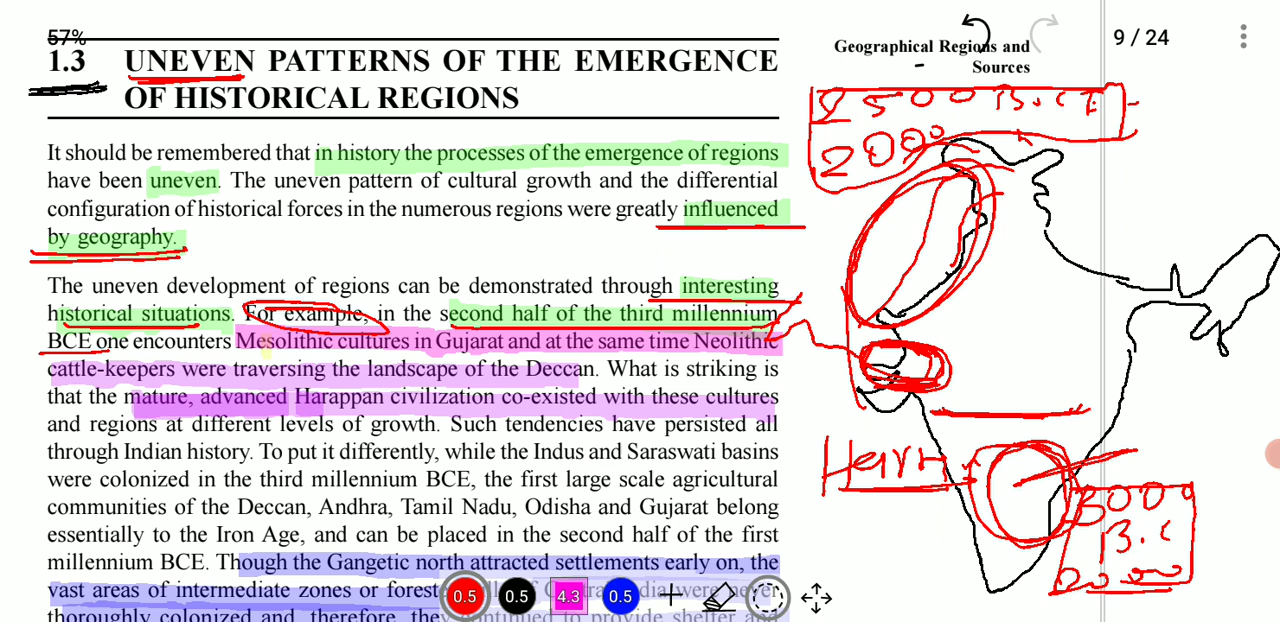 57%
1.3 UNEVEN PATTERNS OF THE EMERGENCE
OF HISTORICAL REGIONS
Geographical Regions and
Sources
9 / 24
It should be remembered that in history the processes of the emergence of regions
have been uneven. The uneven pattern of cultural growth and the differential
configuration of historical forces in the numerous regions were greatly influenced
by geography.
The uneven development of regions can be demonstrated through interesting
historical situations. For example, in the second half of the third millennium
BCE one encounters Mesolithic cultures in Gujarat and at the same time Neolithic
cattle-keepers were traversing the landscape of the Deccan. What is striking is
that the mature, advanced Harappan civilization co-existed with these cultures
and regions at different levels of growth. Such tendencies have persisted all
through Indian history. To put it differently, while the Indus and Saraswati basins
were colonized in the third millennium BCE, the first large scale agricultural
communities of the Deccan, Andhra, Tamil Nadu, Odisha and Gujarat belong
essentially to the Iron Age, and can be placed in the second half of the first
millennium BCE. Though the Gangetic north attracted settlements early on, the
vast areas of intermediate zones or forest
thoroughly colonized and, therefore, they continued to provide shelter and
0.5 0.5 4.3 0.5
2000
3000
B.C
2000